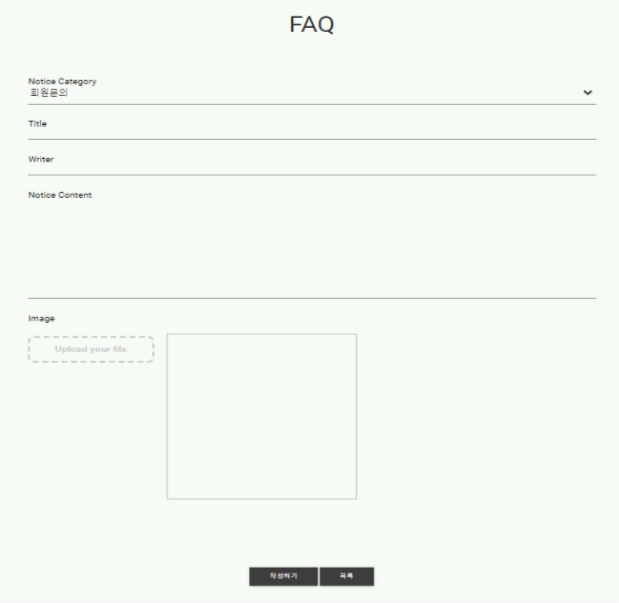 FAQ
Notice Category
회원문의
Title
Writer
Notice Content
Image
Upload your file
작성하기 목록